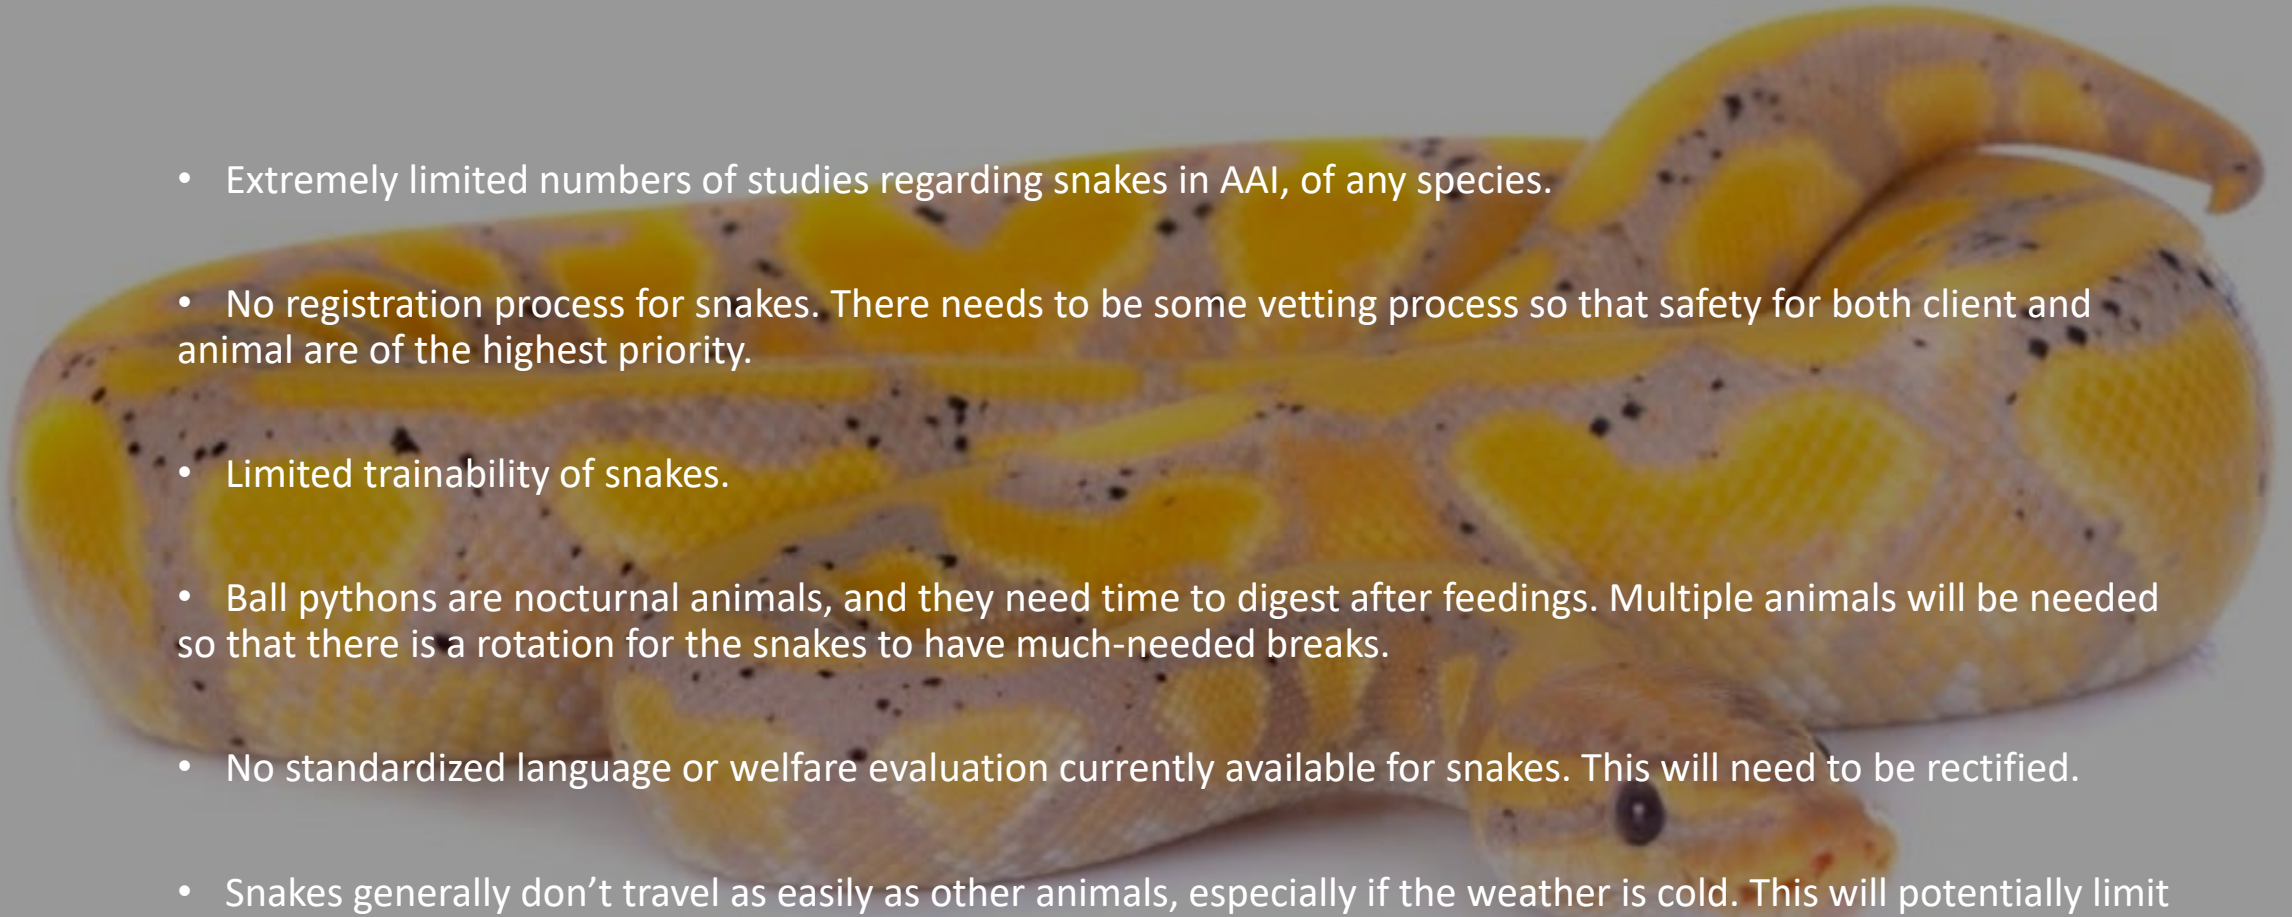 • Extremely limited numbers of studies regarding snakes in AAI, of any species.
• No registration process for snakes. There needs to be some vetting process so that safety for both client and
animal are of the highest priority.
• Limited trainability of snakes.
• Ball pythons are nocturnal animals, and they need time to digest after feedings. Multiple animals will be needed
so that there is a rotation for the snakes to have much-needed breaks.
• No standardized language or welfare evaluation currently available for snakes. This will need to be rectified.
• Snakes generally don’t travel as easily as other animals, especially if the weather is cold. This will potentially limit